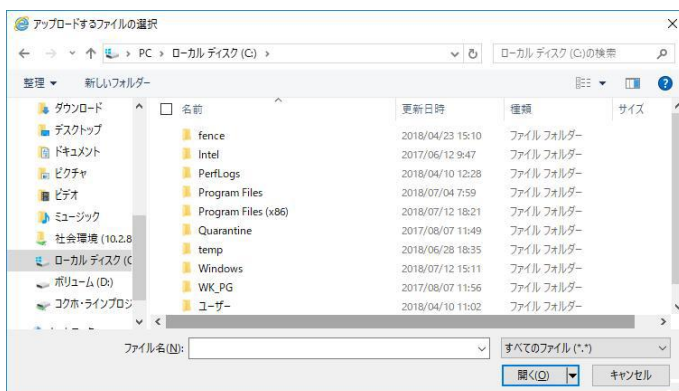 アップロードするファイルの選択
PC › ローカル ディスク (C:) ›
ローカル ディスク (C:)の検索
整理 新しいフォルダー
名前 更新日時 種類 サイズ
ダウンロード
デスクトップ
ドキュメント
ピクチャ
ビデオ
ミュージック
社会環境 (10.2.8
ローカル ディスク (C
ボリューム (D:)
コクホ・ラインプロジ
fence 2018/04/23 15:10 ファイル フォルダー
Intel 2017/06/12 9:47 ファイル フォルダー
PerfLogs 2018/04/10 12:28 ファイル フォルダー
Program Files 2018/07/04 7:59 ファイル フォルダー
Program Files (x86) 2018/07/12 18:21 ファイル フォルダー
Quarantine 2017/08/07 11:49 ファイル フォルダー
temp 2018/06/28 18:35 ファイル フォルダー
Windows 2018/07/12 15:11 ファイル フォルダー
WK_PG 2017/08/07 11:56 ファイル フォルダー
ユーザー 2018/04/10 11:02 ファイル フォルダー
ファイル名(N): すべてのファイル (*.*)
開く(O) キャンセル